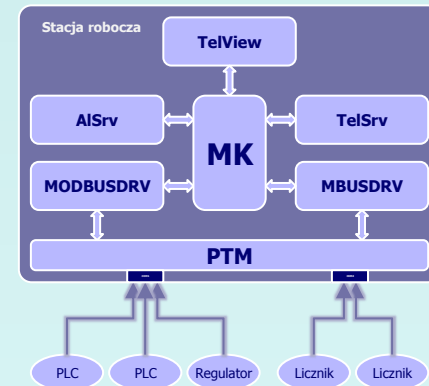 Stacja robocza
TelView
AlSrv
TelSrv
MK
MODBUSDRV
MBUSDRV
PTM
PLC
PLC
Regulator
Licznik
Licznik